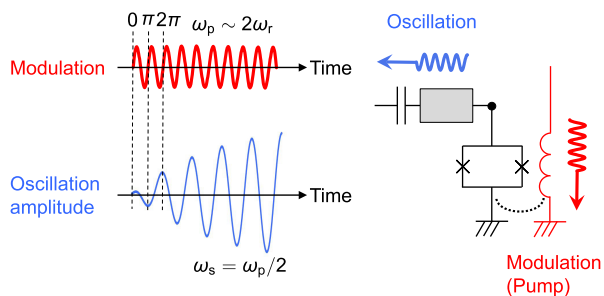 0 π 2π
ωp ∼ 2ωr
Modulation
Time
Oscillation
amplitude
Time
ωs = ωp/2
Oscillation
Modulation
(Pump)